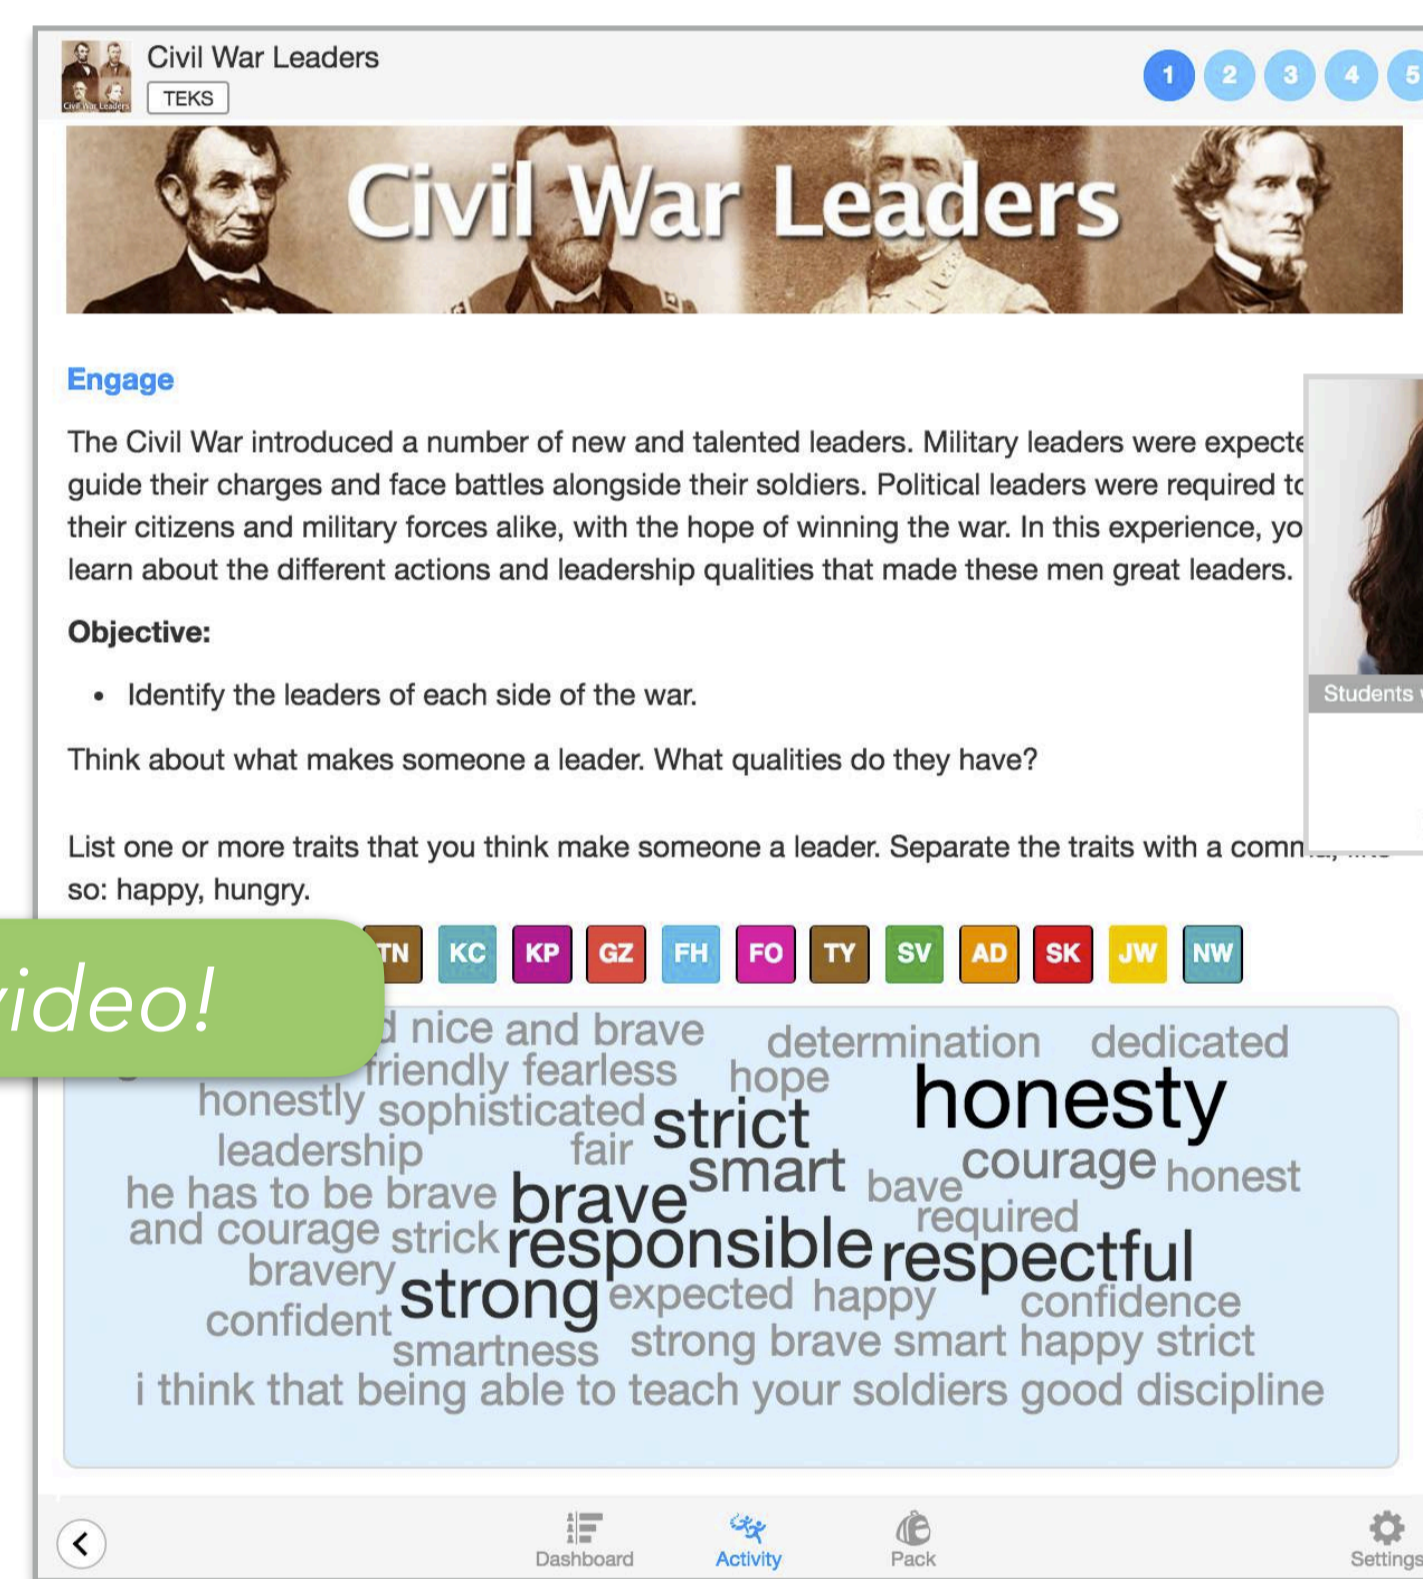 Civil War Leaders
TEKS
1 2 3 4 5
Civil War Leaders
Civil War Leaders
Engage
The Civil War introduced a number of new and talented leaders. Military leaders were expecte
guide their charges and face battles alongside their soldiers. Political leaders were required to
their citizens and military forces alike, with the hope of winning the war. In this experience, yo
learn about the different actions and leadership qualities that made these men great leaders.
Objective:
• Identify the leaders of each side of the war.
Students
Think about what makes someone a leader. What qualities do they have?
List one or more traits that you think make someone a leader. Separate the traits with a comm
so: happy, hungry.
TN KC KP GZ FH FO TY SV AD SK JW NW
video!
nice and brave determination dedicated
friendly fearless hope honesty
honestly sophisticated strict
leadership fair smart courage honest
he has to be brave brave bave required
and courage strick responsible respectful
bravery strong expected happy confidence
confident
smartness strong brave smart happy strict
i think that being able to teach your soldiers good discipline
Dashboard Activity Pack Settings